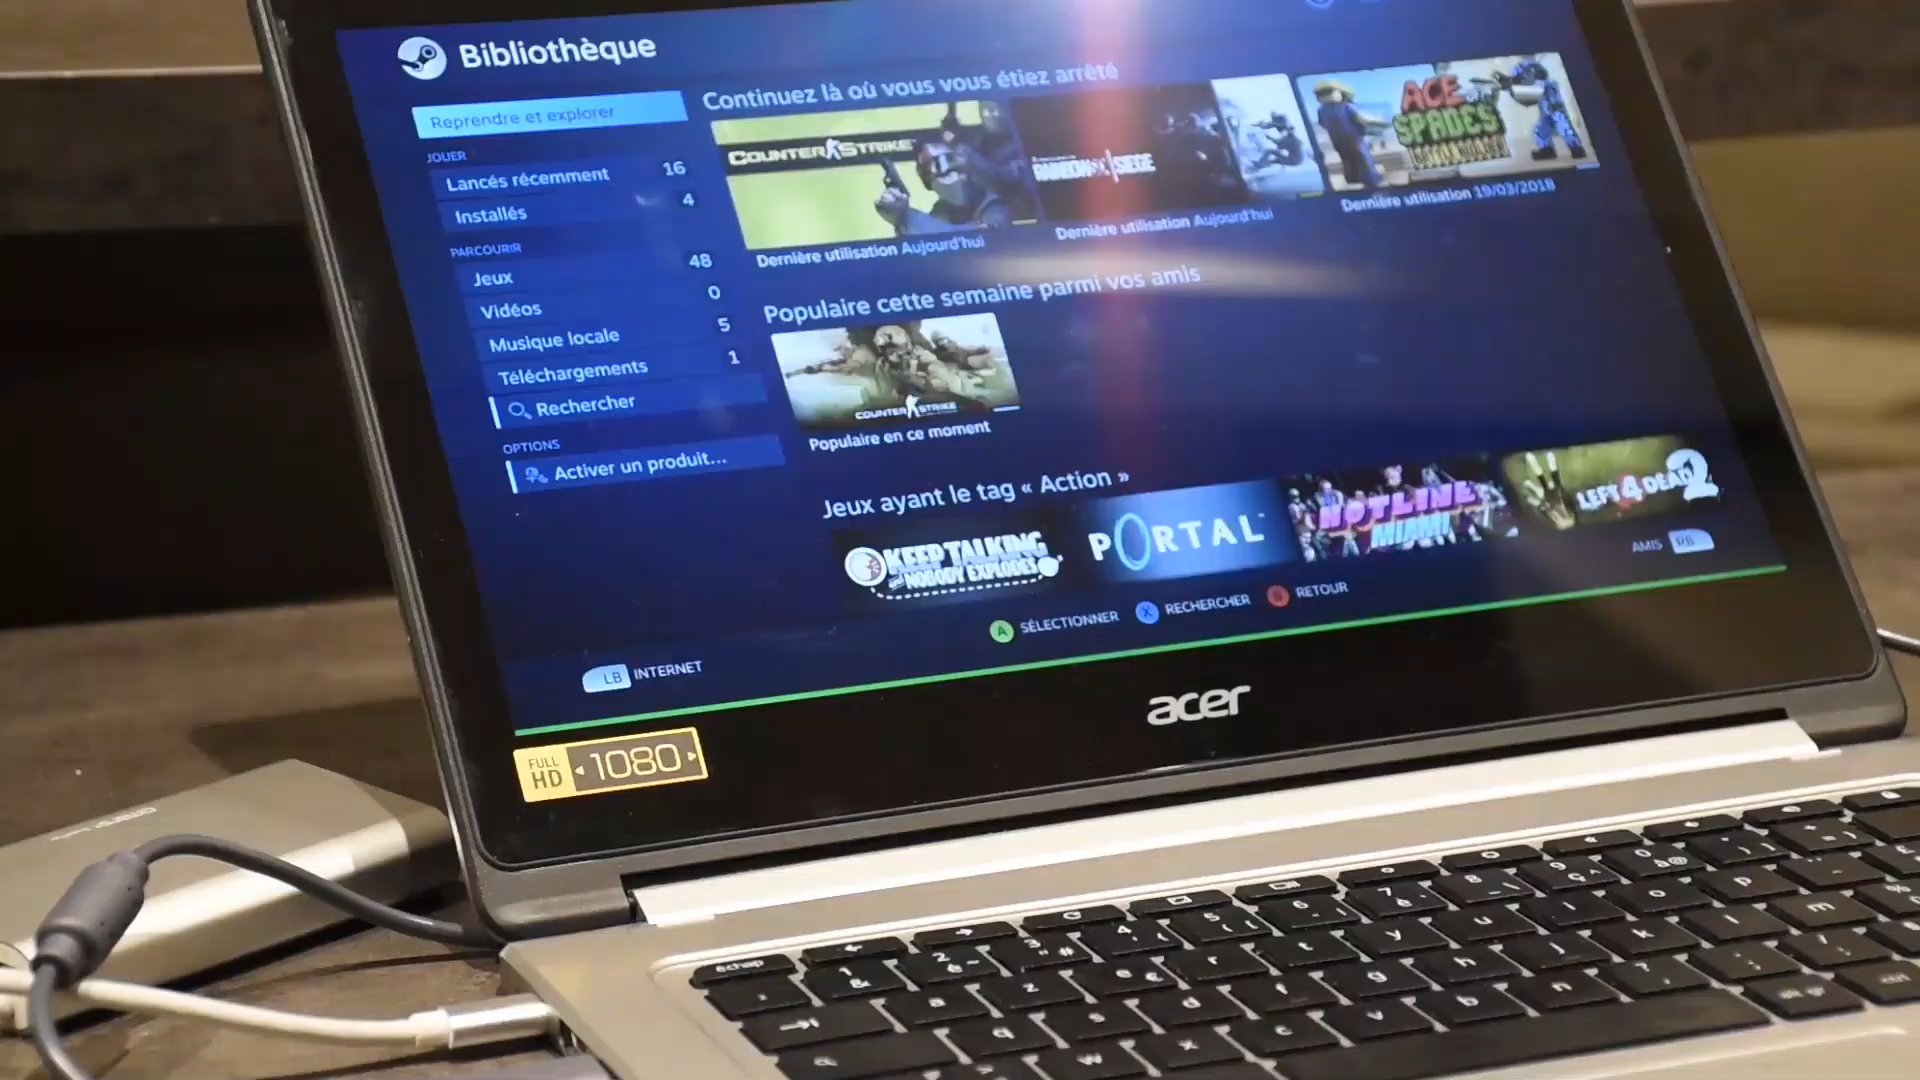 Bibliothèque
Reprendre et explorer
JOUER
Lancés récemment 16
Installés 4
PARCOURIR
Jeux 48
Vidéos 0
Musique locale 5
Téléchargements 1
Rechercher
OPTIONS
Activer un produit...
Continuez là où vous vous étiez arrêté
COUNTER STRIKE
RAINBOW SIEGE
ACE OF SPADES
Dernière utilisation Aujourd'hui
Dernière utilisation Aujourd'hui
Dernière utilisation 19/03/2018
Populaire cette semaine parmi vos amis
COUNTER STRIKE
Populaire en ce moment
Jeux ayant le tag « Action »
KEEP TALKING
AND NOBODY EXPLODES
PORTAL
HOTLINE
MIAMI
LEFT 4 DEAD 2
AMIS RB
A SÉLECTIONNER X RECHERCHER B RETOUR
LB INTERNET
acer
FULL HD 1080
échap